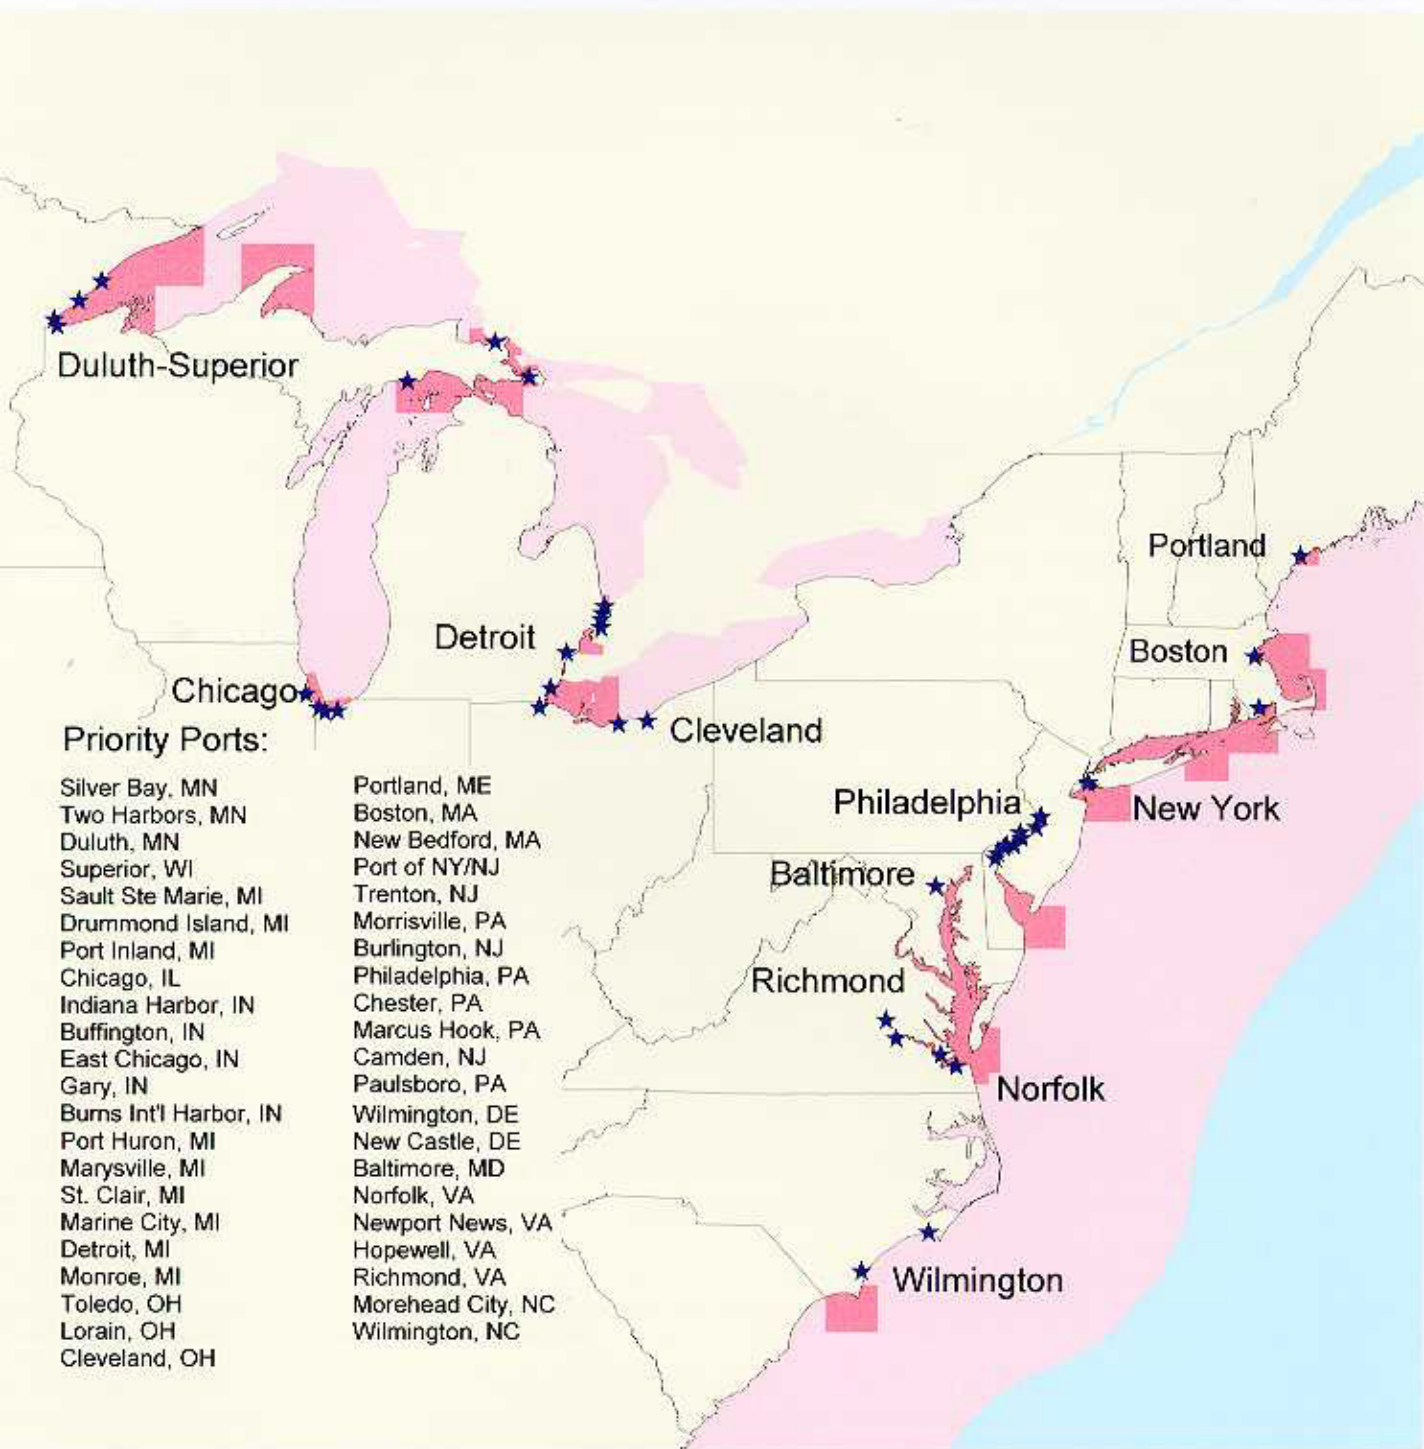 Duluth-Superior
Portland
Detroit
Boston
Chicago
Cleveland
Philadelphia
New York
Baltimore
Richmond
Norfolk
Wilmington
Priority Ports:
Silver Bay, MN
Two Harbors, MN
Duluth, MN
Superior, WI
Sault Ste Marie, MI
Drummond Island, MI
Port Inland, MI
Chicago, IL
Indiana Harbor, IN
Buffington, IN
East Chicago, IN
Gary, IN
Burns Int'l Harbor, IN
Port Huron, MI
Marysville, MI
St. Clair, MI
Marine City, MI
Detroit, MI
Monroe, MI
Toledo, OH
Lorain, OH
Cleveland, OH
Portland, ME
Boston, MA
New Bedford, MA
Port of NY/NJ
Trenton, NJ
Morrisville, PA
Burlington, NJ
Philadelphia, PA
Chester, PA
Marcus Hook, PA
Camden, NJ
Paulsboro, PA
Wilmington, DE
New Castle, DE
Baltimore, MD
Norfolk, VA
Newport News, VA
Hopewell, VA
Richmond, VA
Morehead City, NC
Wilmington, NC